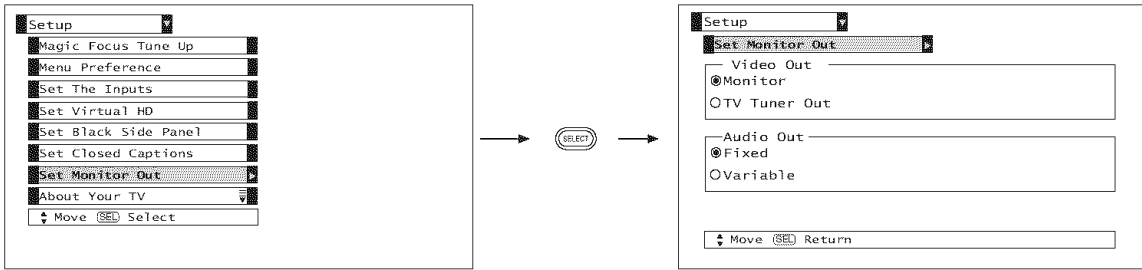 Setup
Magic Focus Tune Up
Menu Preference
Set The Inputs
Set Virtual HD
Set Black Side Panel
Set Closed Captions
Set Monitor Out
About Your TV
Move SEL Select
SELECT
Setup
Set Monitor Out
Video Out
Monitor
TV Tuner Out
Audio Out
Fixed
Variable
Move SEL Return